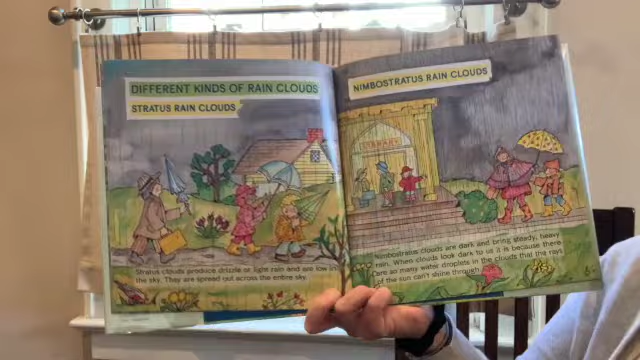 DIFFERENT KINDS OF RAIN CLOUDS
STRATUS RAIN CLOUDS
Stratus clouds produce drizzle or light rain and are low in
the sky. They are spread out across the entire sky.
NIMBOSTRATUS RAIN CLOUDS
LIBRARY
Nimbostratus clouds are dark and bring steady, heavy
rain. When clouds look dark to us it is because there
are so many water droplets in the clouds that the rays
of the sun can't shine through.